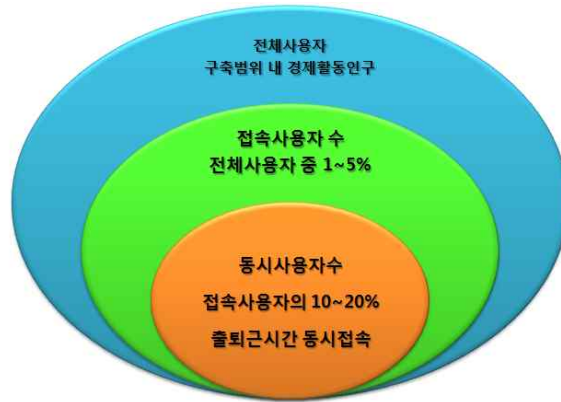 전체사용자
구축범위 내 경제활동인구
접속사용자 수
전체사용자 중 1~5%
동시사용자수
접속사용자의 10~20%
출퇴근시간 동시접속